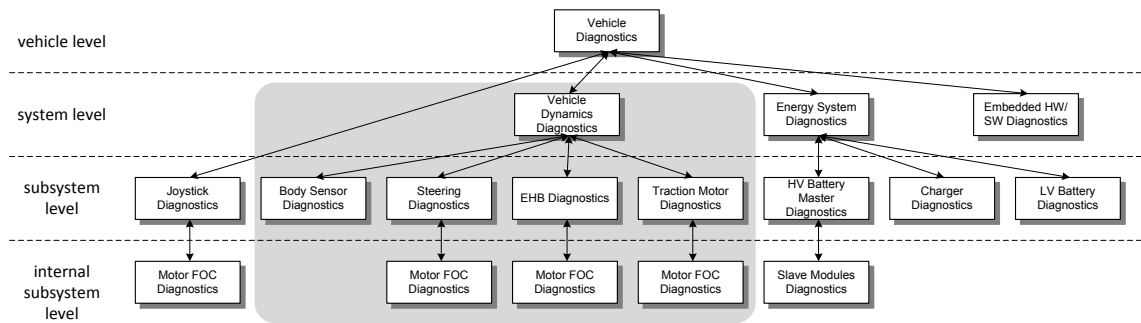 vehicle level
Vehicle
Diagnostics
system level
Vehicle
Dynamics
Diagnostics
Energy System
Diagnostics
Embedded HW/
SW Diagnostics
subsystem
level
Joystick
Diagnostics
Body Sensor
Diagnostics
Steering
Diagnostics
EHB Diagnostics
Traction Motor
Diagnostics
HV Battery
Master
Diagnostics
Charger
Diagnostics
LV Battery
Diagnostics
internal
subsystem
level
Motor FOC
Diagnostics
Motor FOC
Diagnostics
Motor FOC
Diagnostics
Motor FOC
Diagnostics
Slave Modules
Diagnostics